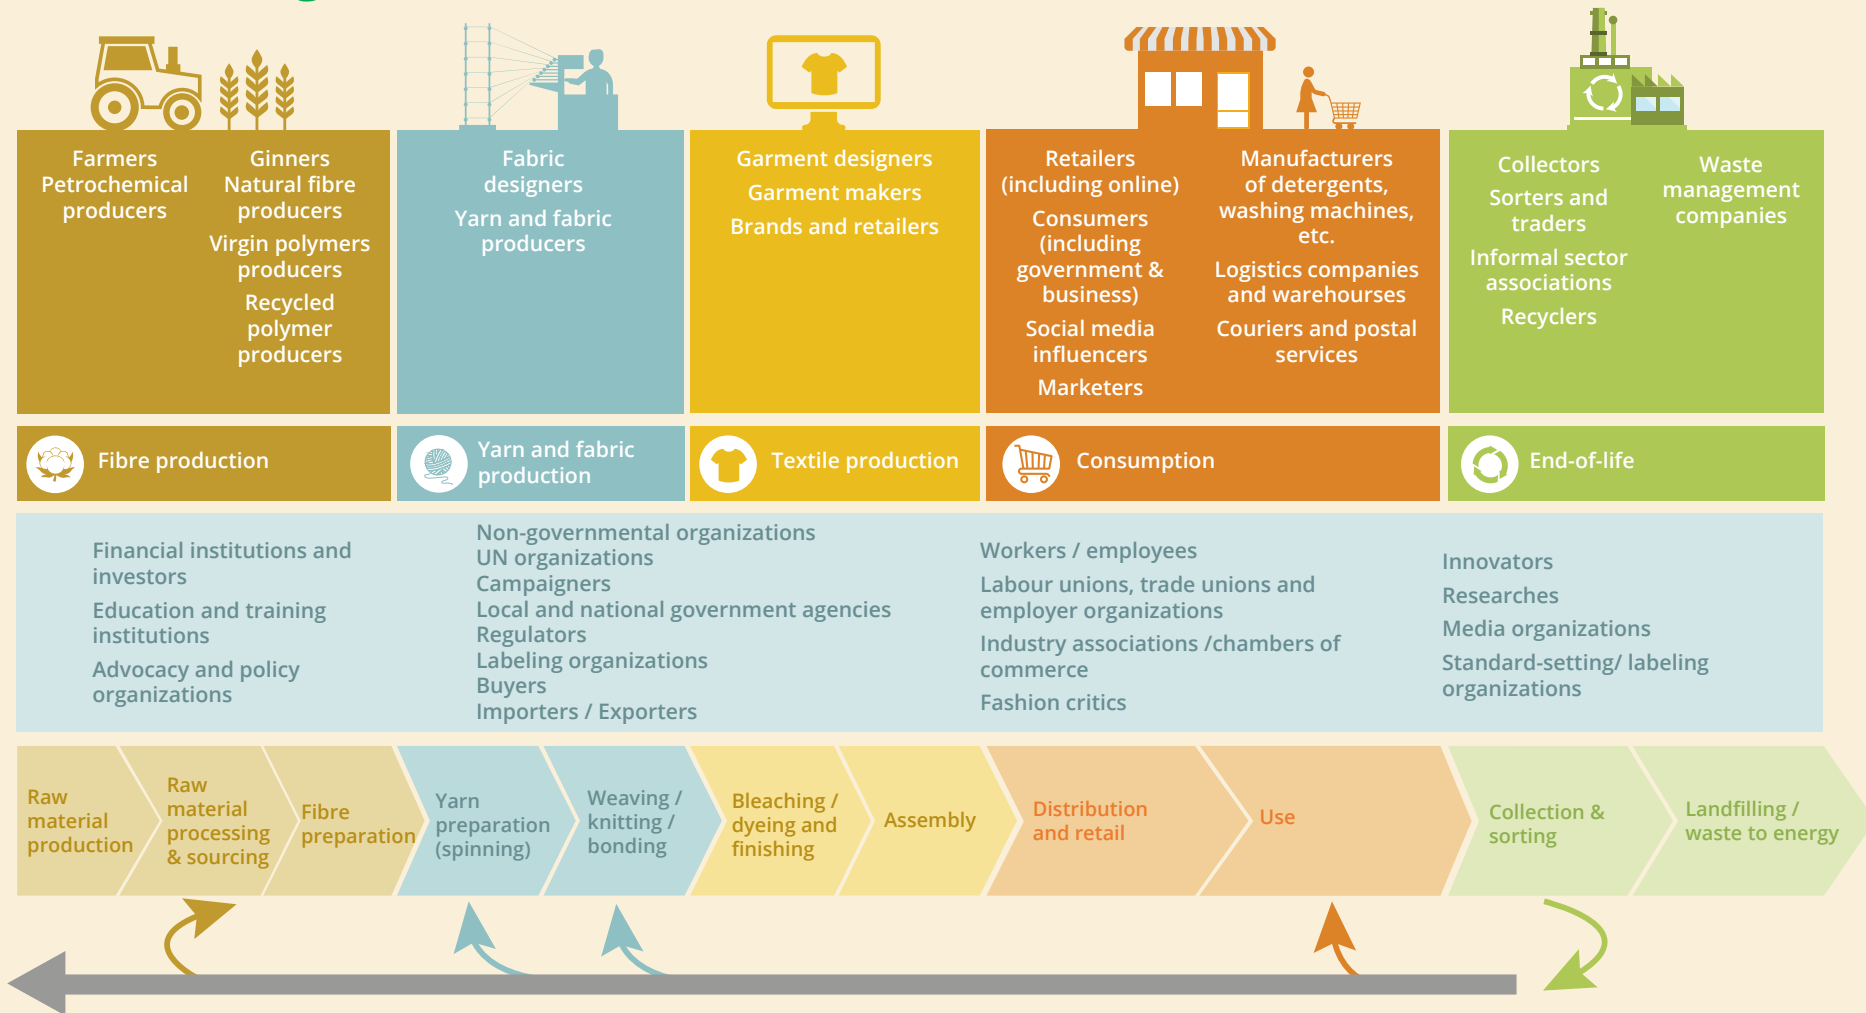 Farmers
Petrochemical
producers
Ginners
Natural fibre
producers
Virgin polymers
producers
Recycled
polymer
producers
Fabric
designers
Yarn and fabric
producers
Garment designers
Garment makers
Brands and retailers
Retailers
(including online)
Consumers
(including
government &
business)
Social media
influencers
Marketers
Manufacturers
of detergents,
washing machines,
etc.
Logistics companies
and warehourses
Couriers and postal
services
Collectors
Sorters and
traders
Informal sector
associations
Recyclers
Waste
management
companies
Fibre production
Yarn and fabric
production
Textile production
Consumption
End-of-life
Financial institutions and
investors
Education and training
institutions
Advocacy and policy
organizations
Non-governmental organizations
UN organizations
Campaigners
Local and national government agencies
Regulators
Labeling organizations
Buyers
Importers / Exporters
Workers / employees
Labour unions, trade unions and
employer organizations
Industry associations /chambers of
commerce
Fashion critics
Innovators
Researches
Media organizations
Standard-setting/ labeling
organizations
Raw
material
production
Raw
material
processing
& sourcing
Fibre
preparation
Yarn
preparation
(spinning)
Weaving /
knitting /
bonding
Bleaching /
dyeing and
finishing
Assembly
Distribution
and retail
Use
Collection &
sorting
Landfilling /
waste to energy